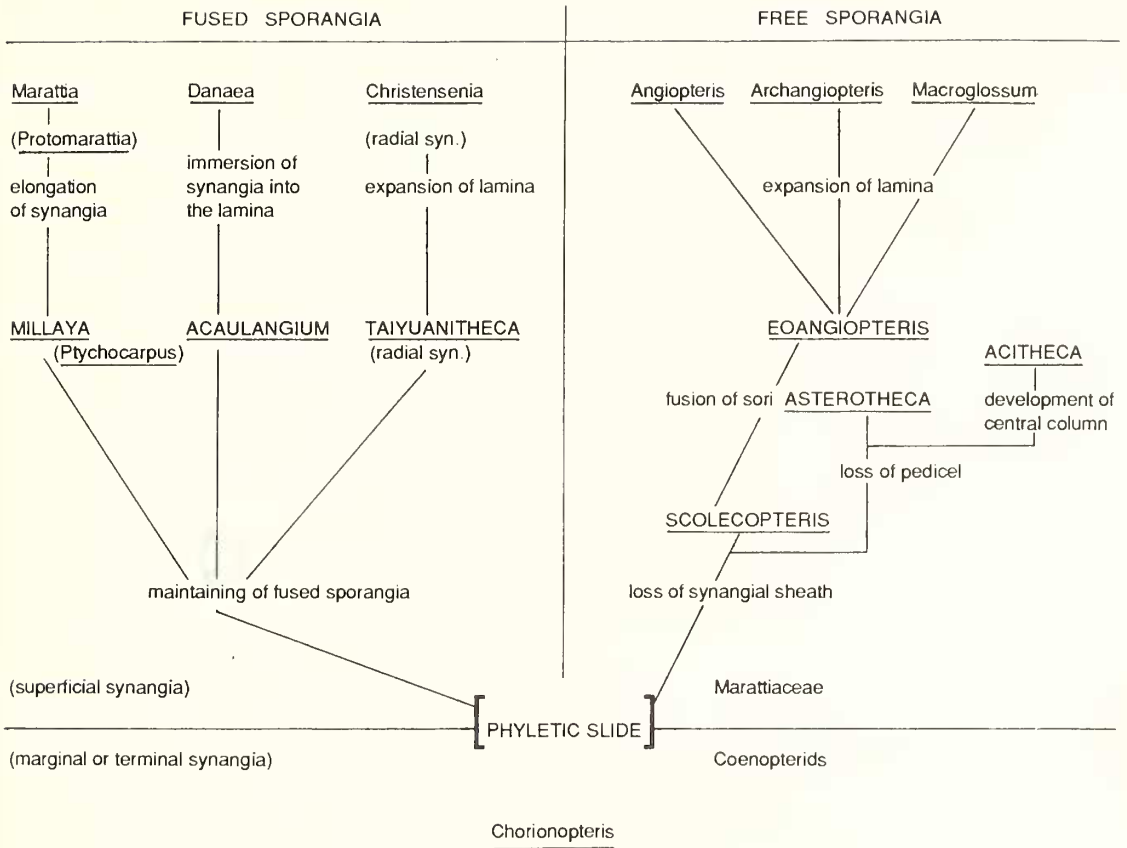 FUSED SPORANGIA
FREE SPORANGIA
Marattia
Danaea
Christensenia
Angiopteris
Archangiopteris
Macroglossum
(Protomarattia)
(radial syn.)
elongation
of synangia
immersion of
synangia into
the lamina
expansion of lamina
expansion of lamina
MILLAYA
(Ptychocarpus)
ACAULANGIUM
TAIYUANITHECA
(radial syn.)
EOANGIOPTERIS
ACITHECA
fusion of sori
ASTEROTHECA
development of
central column
loss of pedicel
SCOLECOPTERIS
maintaining of fused sporangia
loss of synangial sheath
(superficial synangia)
Marattiaceae
PHYLETIC SLIDE
(marginal or terminal synangia)
Coenopterids
Chorionopteris